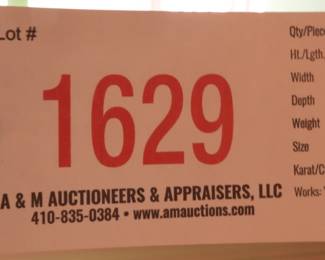 Lot #
1629
A & M AUCTIONEERS & APPRAISERS, LLC
410-835-0384 • www.amauctions.com
Qty/Piece
Ht./Lgth.
Width
Depth
Weight
Size
Karat/C
Works: